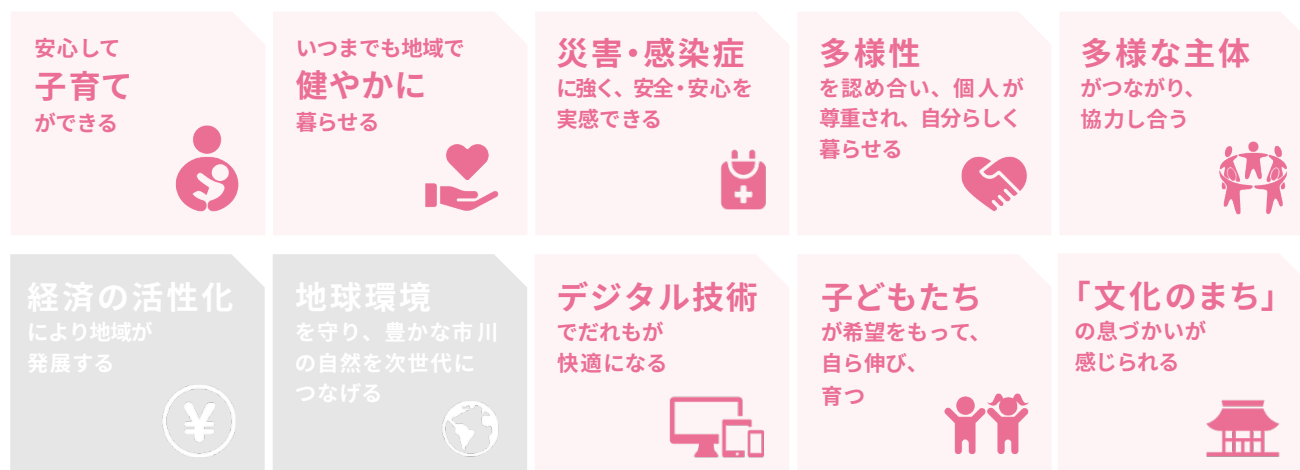 安心して
子育て
ができる
いつまでも地域で
健やかに
暮らせる
災害・感染症
に強く、安全・安心を
実感できる
多様性
を認め合い、個人が
尊重され、自分らしく
暮らせる
多様な主体
がつながり、
協力し合う
経済の活性化
により地域が
発展する
¥
地球環境
を守り、豊かな市川
の自然を次世代に
つなげる
デジタル技術
でだれもが
快適になる
子どもたち
が希望をもって、
自ら伸び、
育つ
「文化のまち」
の息づかいが
感じられる